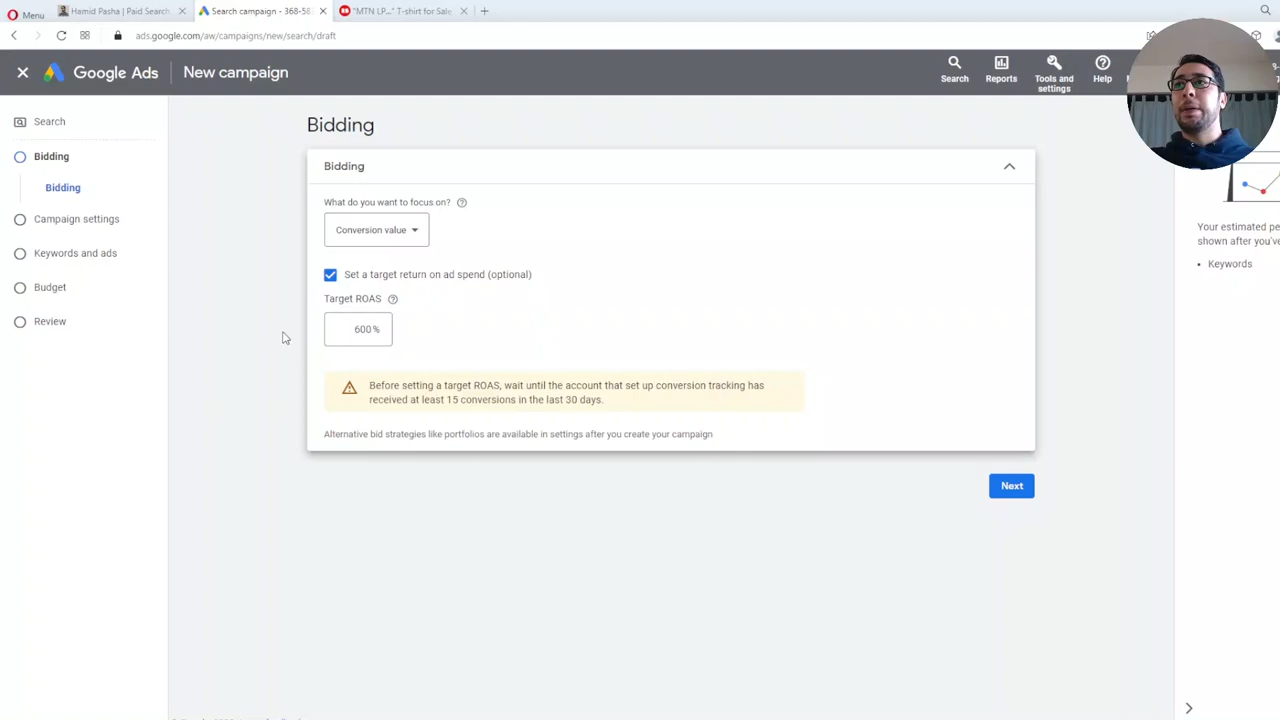 Menu
Hamid Pasha | Paid Search
Search campaign - 368-58
"MTN LP..." T-shirt for Sale
ads.google.com/aw/campaigns/new/search/draft
Google Ads
New campaign
Search
Reports
Tools and settings
Help
Search
Bidding
Bidding
Campaign settings
Keywords and ads
Budget
Review
Bidding
Bidding
What do you want to focus on?
Conversion value
Set a target return on ad spend (optional)
Target ROAS
600%
Before setting a target ROAS, wait until the account that set up conversion tracking has
received at least 15 conversions in the last 30 days.
Alternative bid strategies like portfolios are available in settings after you create your campaign
Next
Your estimated pe
shown after you've
• Keywords